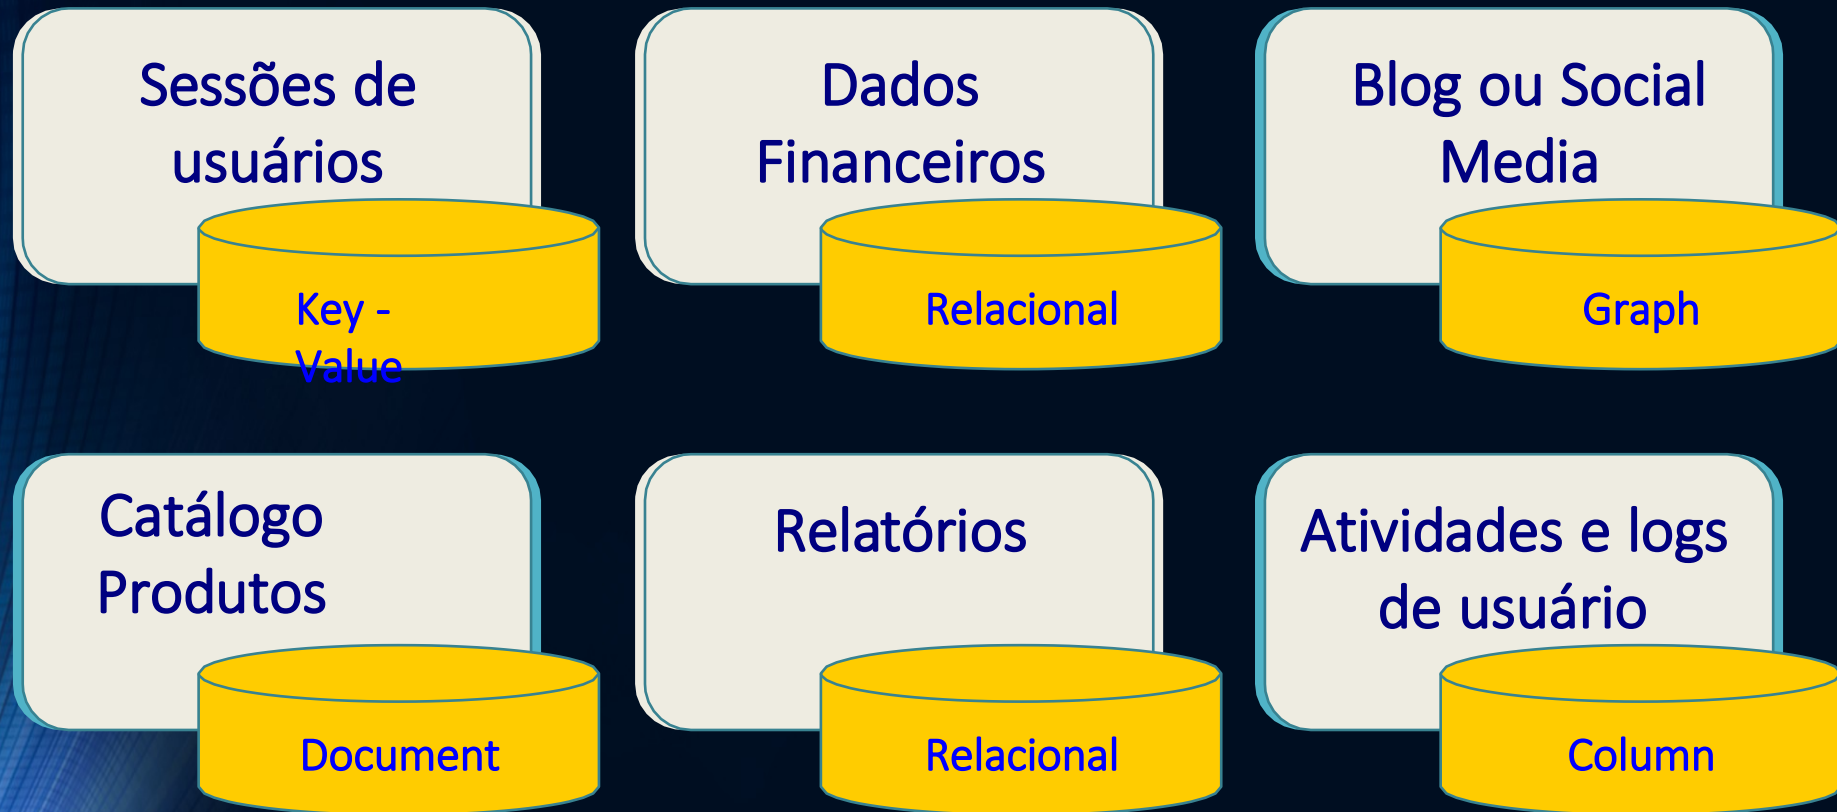 Sessões de
usuários
Key -
Value
Dados
Financeiros
Relacional
Blog ou Social
Media
Graph
Catálogo
Produtos
Document
Relatórios
Relacional
Atividades e logs
de usuário
Column